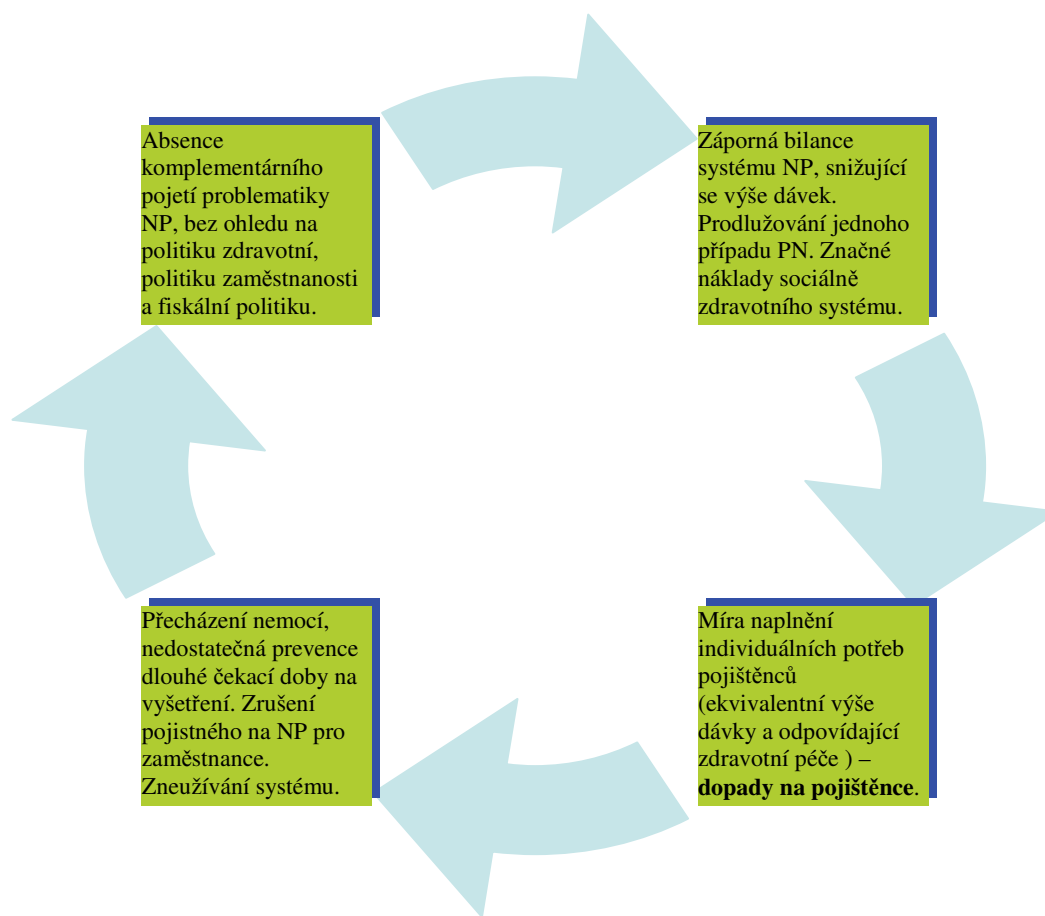 Absence
komplementárního
pojetí problematiky
NP, bez ohledu na
politiku zdravotní,
politiku zaměstnanosti
a fiskální politiku.
Záporná bilance
systému NP, snižující
se výše dávek.
Prodlužování jednoho
případu PN. Značné
náklady sociálně
zdravotního systému.
Míra naplnění
individuálních potřeb
pojištěnců
(ekvivalentní výše
dávky a odpovídající
zdravotní péče ) –
dopady na pojištěnce.
Přecházení nemocí,
nedostatečná prevence
dlouhé čekací doby na
vyšetření. Zrušení
pojistného na NP pro
zaměstnance.
Zneužívání systému.